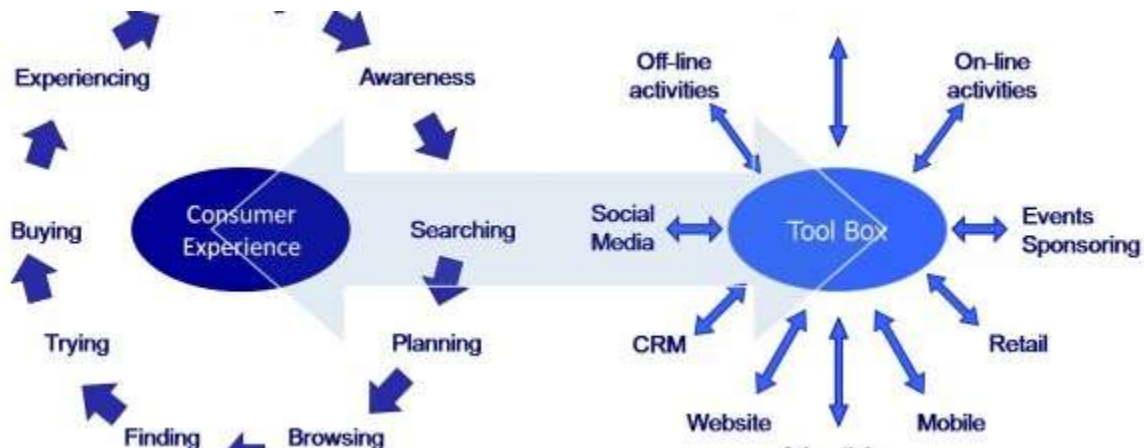 Experiencing
Awareness
Buying
Consumer
Experience
Searching
Trying
Planning
Finding
Browsing
Off-line
activities
On-line
activities
Social
Media
Tool Box
Events
Sponsoring
CRM
Retail
Website
Mobile